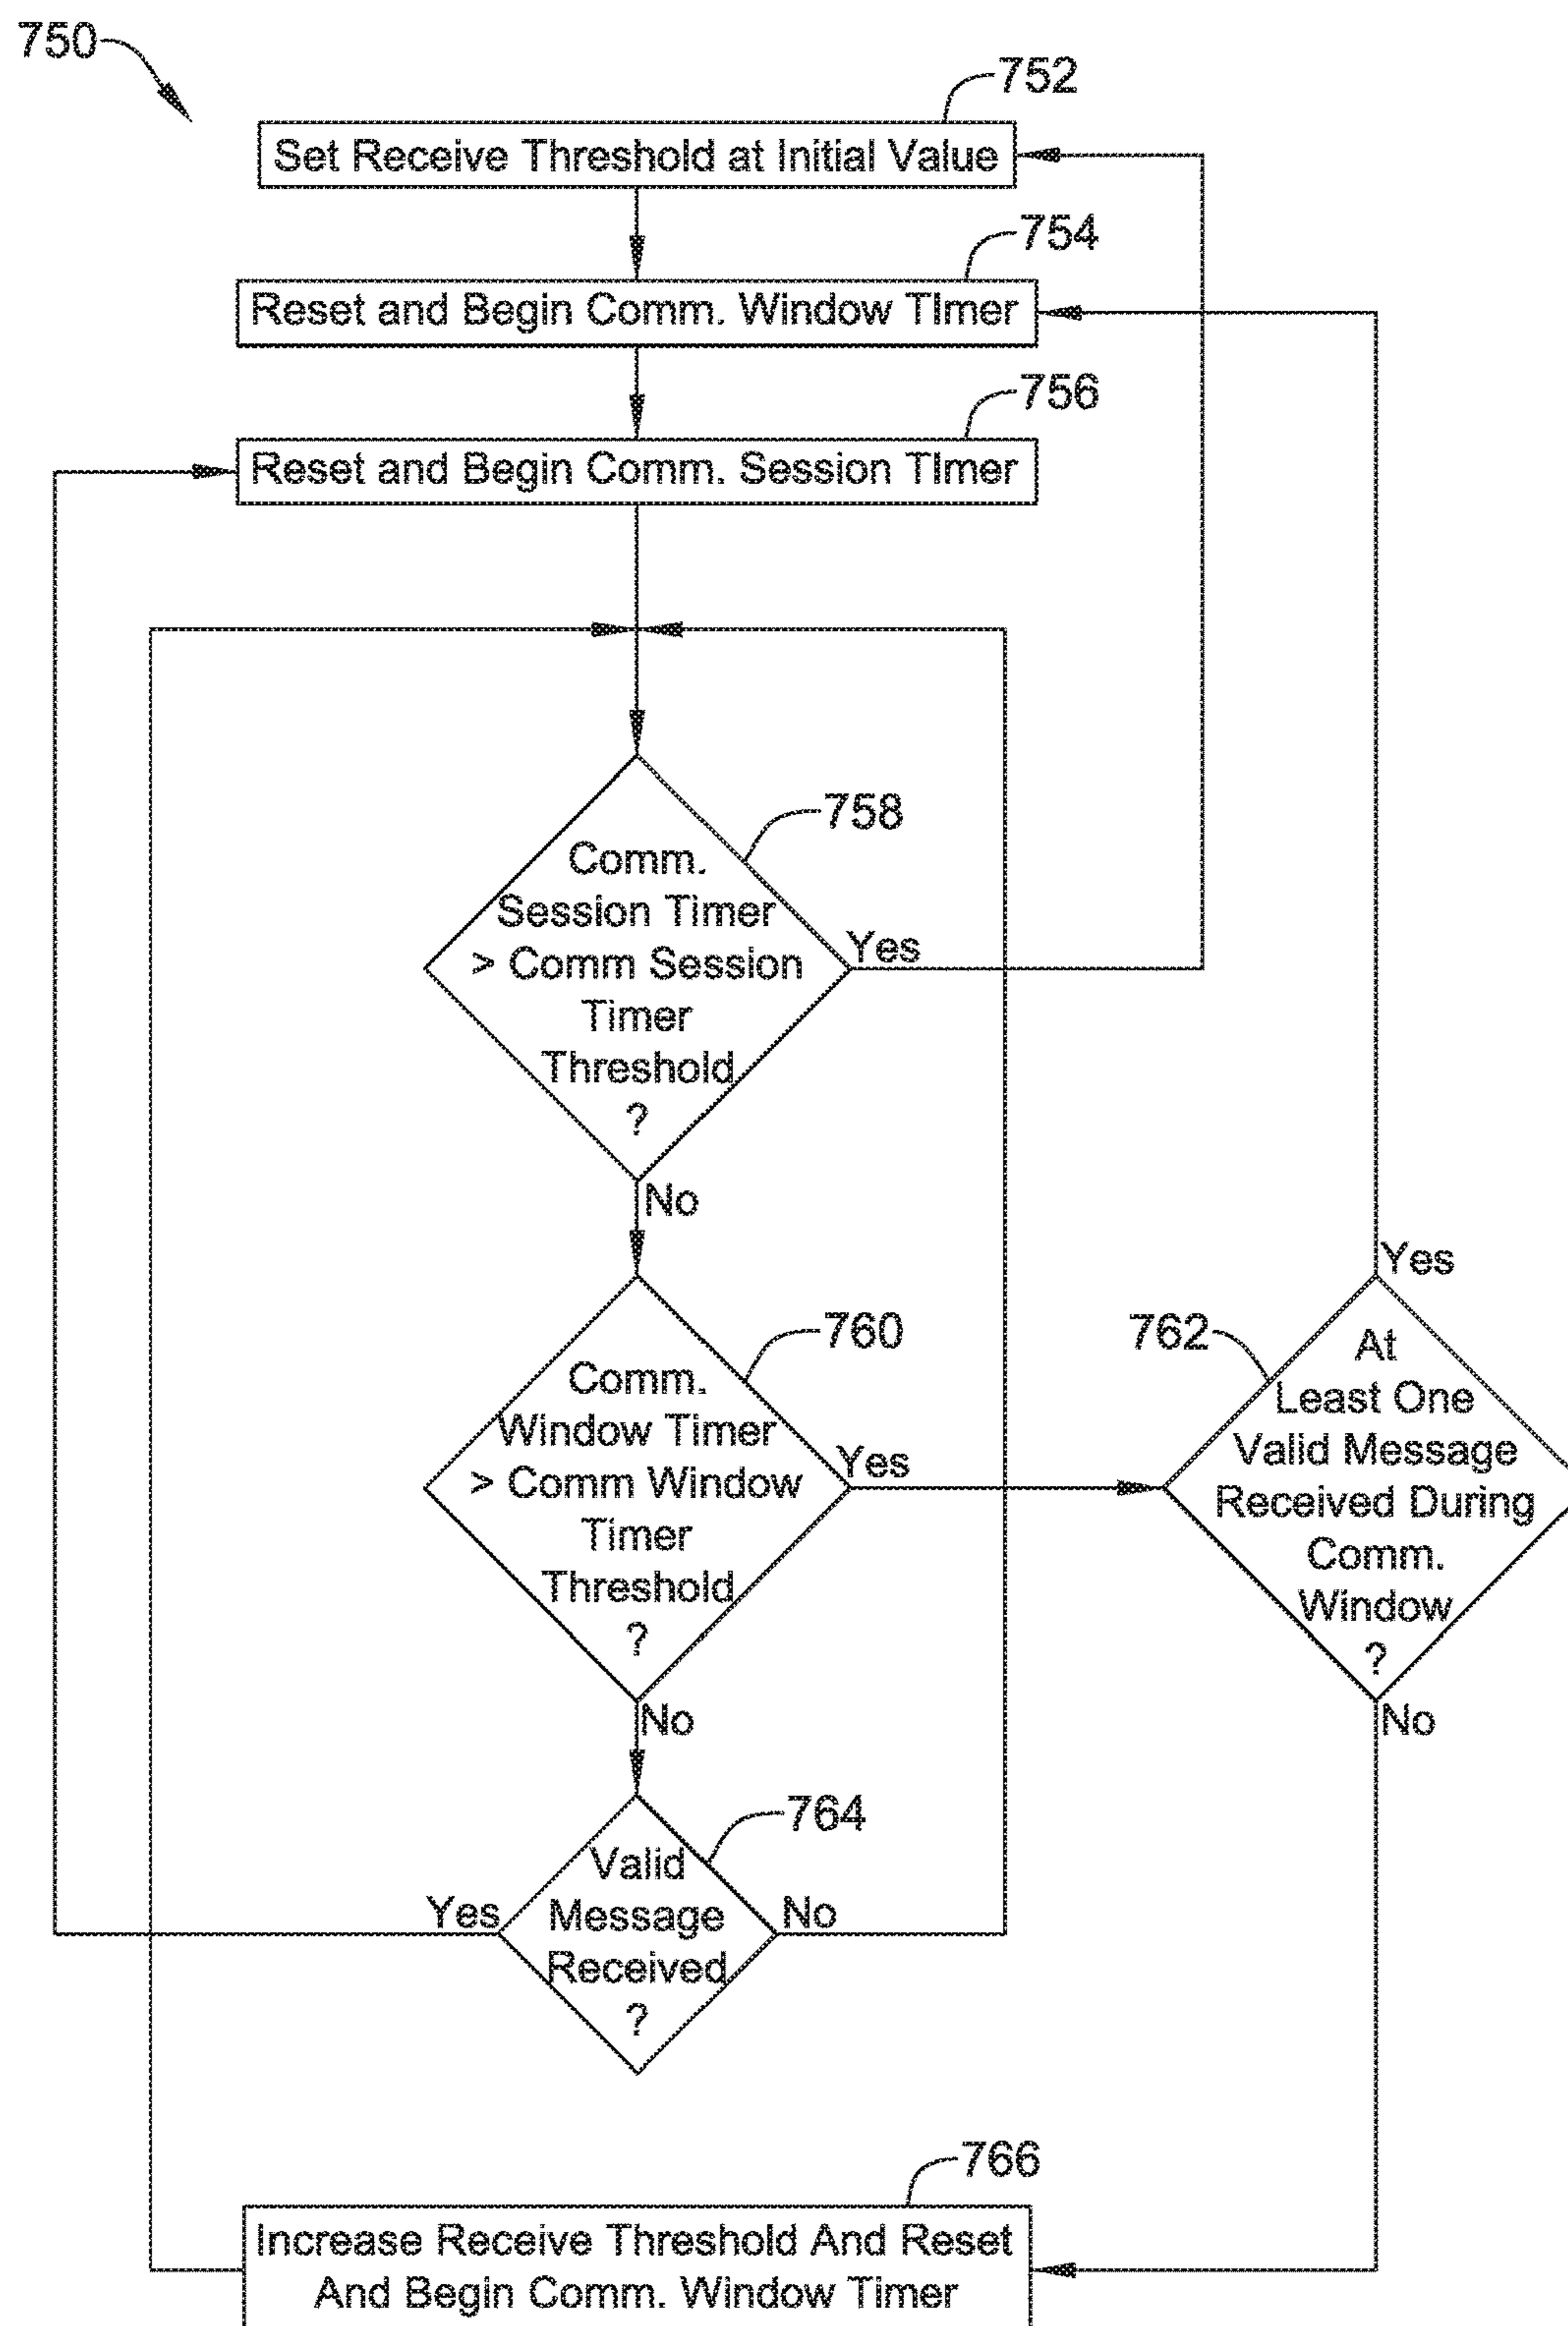 750
752
Set Receive Threshold at Initial Value
754
Reset and Begin Comm. Window TImer
756
Reset and Begin Comm. Session TImer
758
Comm.
Session Timer
> Comm Session
Timer
Threshold
?
Yes
No
760
Comm.
Window Timer
> Comm Window
Timer
Threshold
?
Yes
No
762
At
Least One
Valid Message
Received During
Comm.
Window
?
Yes
No
764
Valid
Message
Received
?
Yes
No
766
Increase Receive Threshold And Reset
And Begin Comm. Window Timer